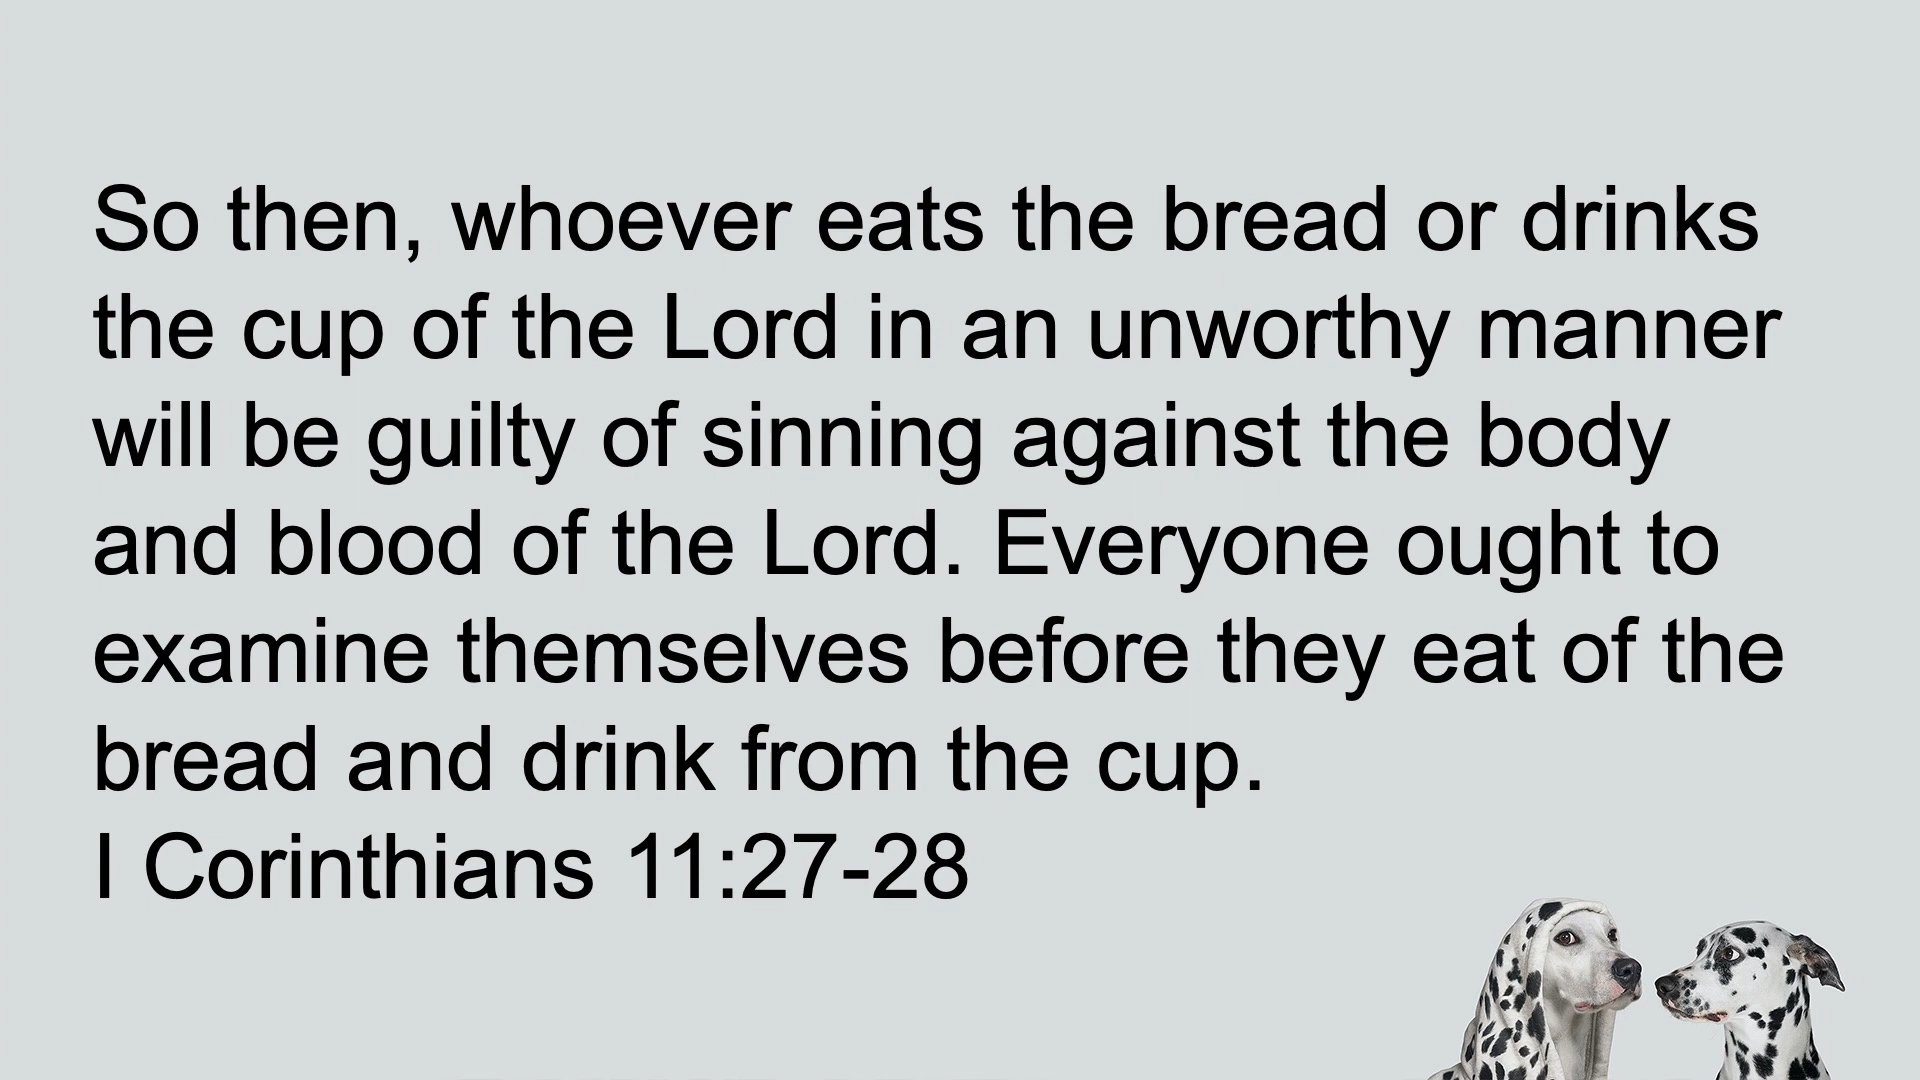 So then, whoever eats the bread or drinks
the cup of the Lord in an unworthy manner
will be guilty of sinning against the body
and blood of the Lord. Everyone ought to
examine themselves before they eat of the
bread and drink from the cup.
I Corinthians 11:27-28